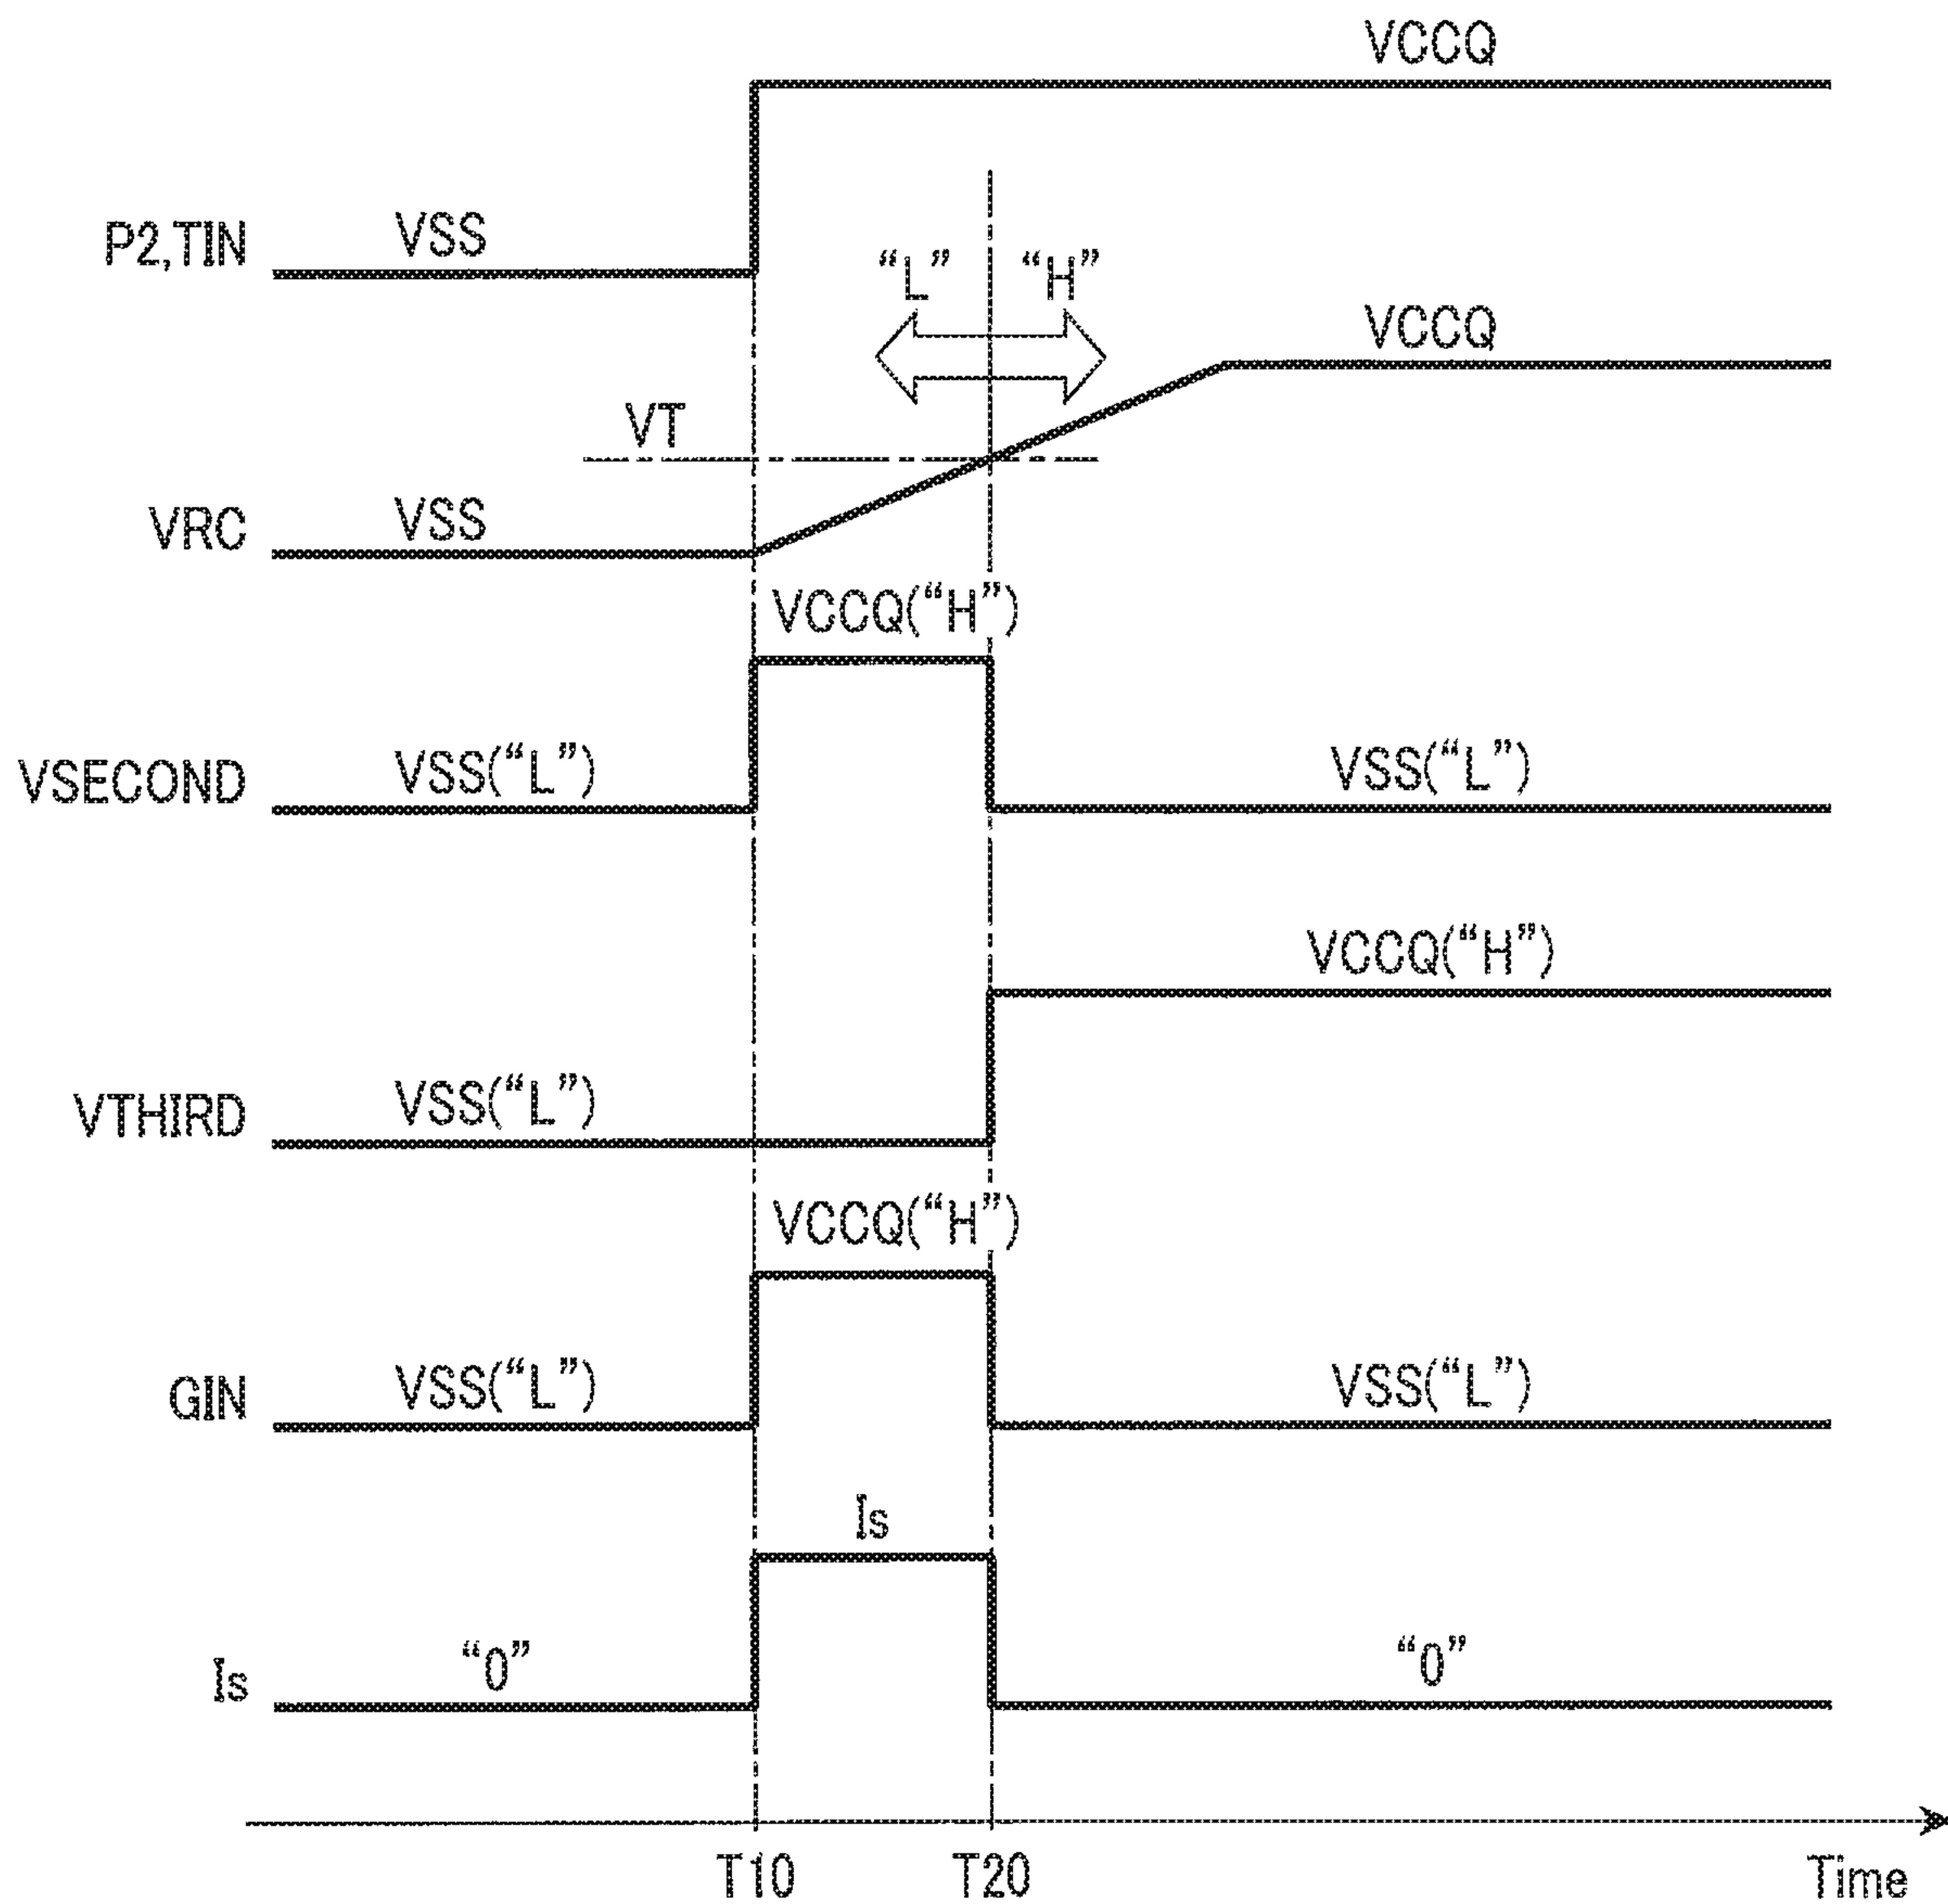 VCCQ
P2,TIN VSS
“L” “H”
VCCQ
VT
VRC VSS
VCCQ(“H”)
VSECOND VSS(“L”) VSS(“L”)
VCCQ(“H”)
VTHIRD VSS(“L”)
VCCQ(“H”)
GIN VSS(“L”) VSS(“L”)
Is
Is “0” “0”
T10 T20 Time